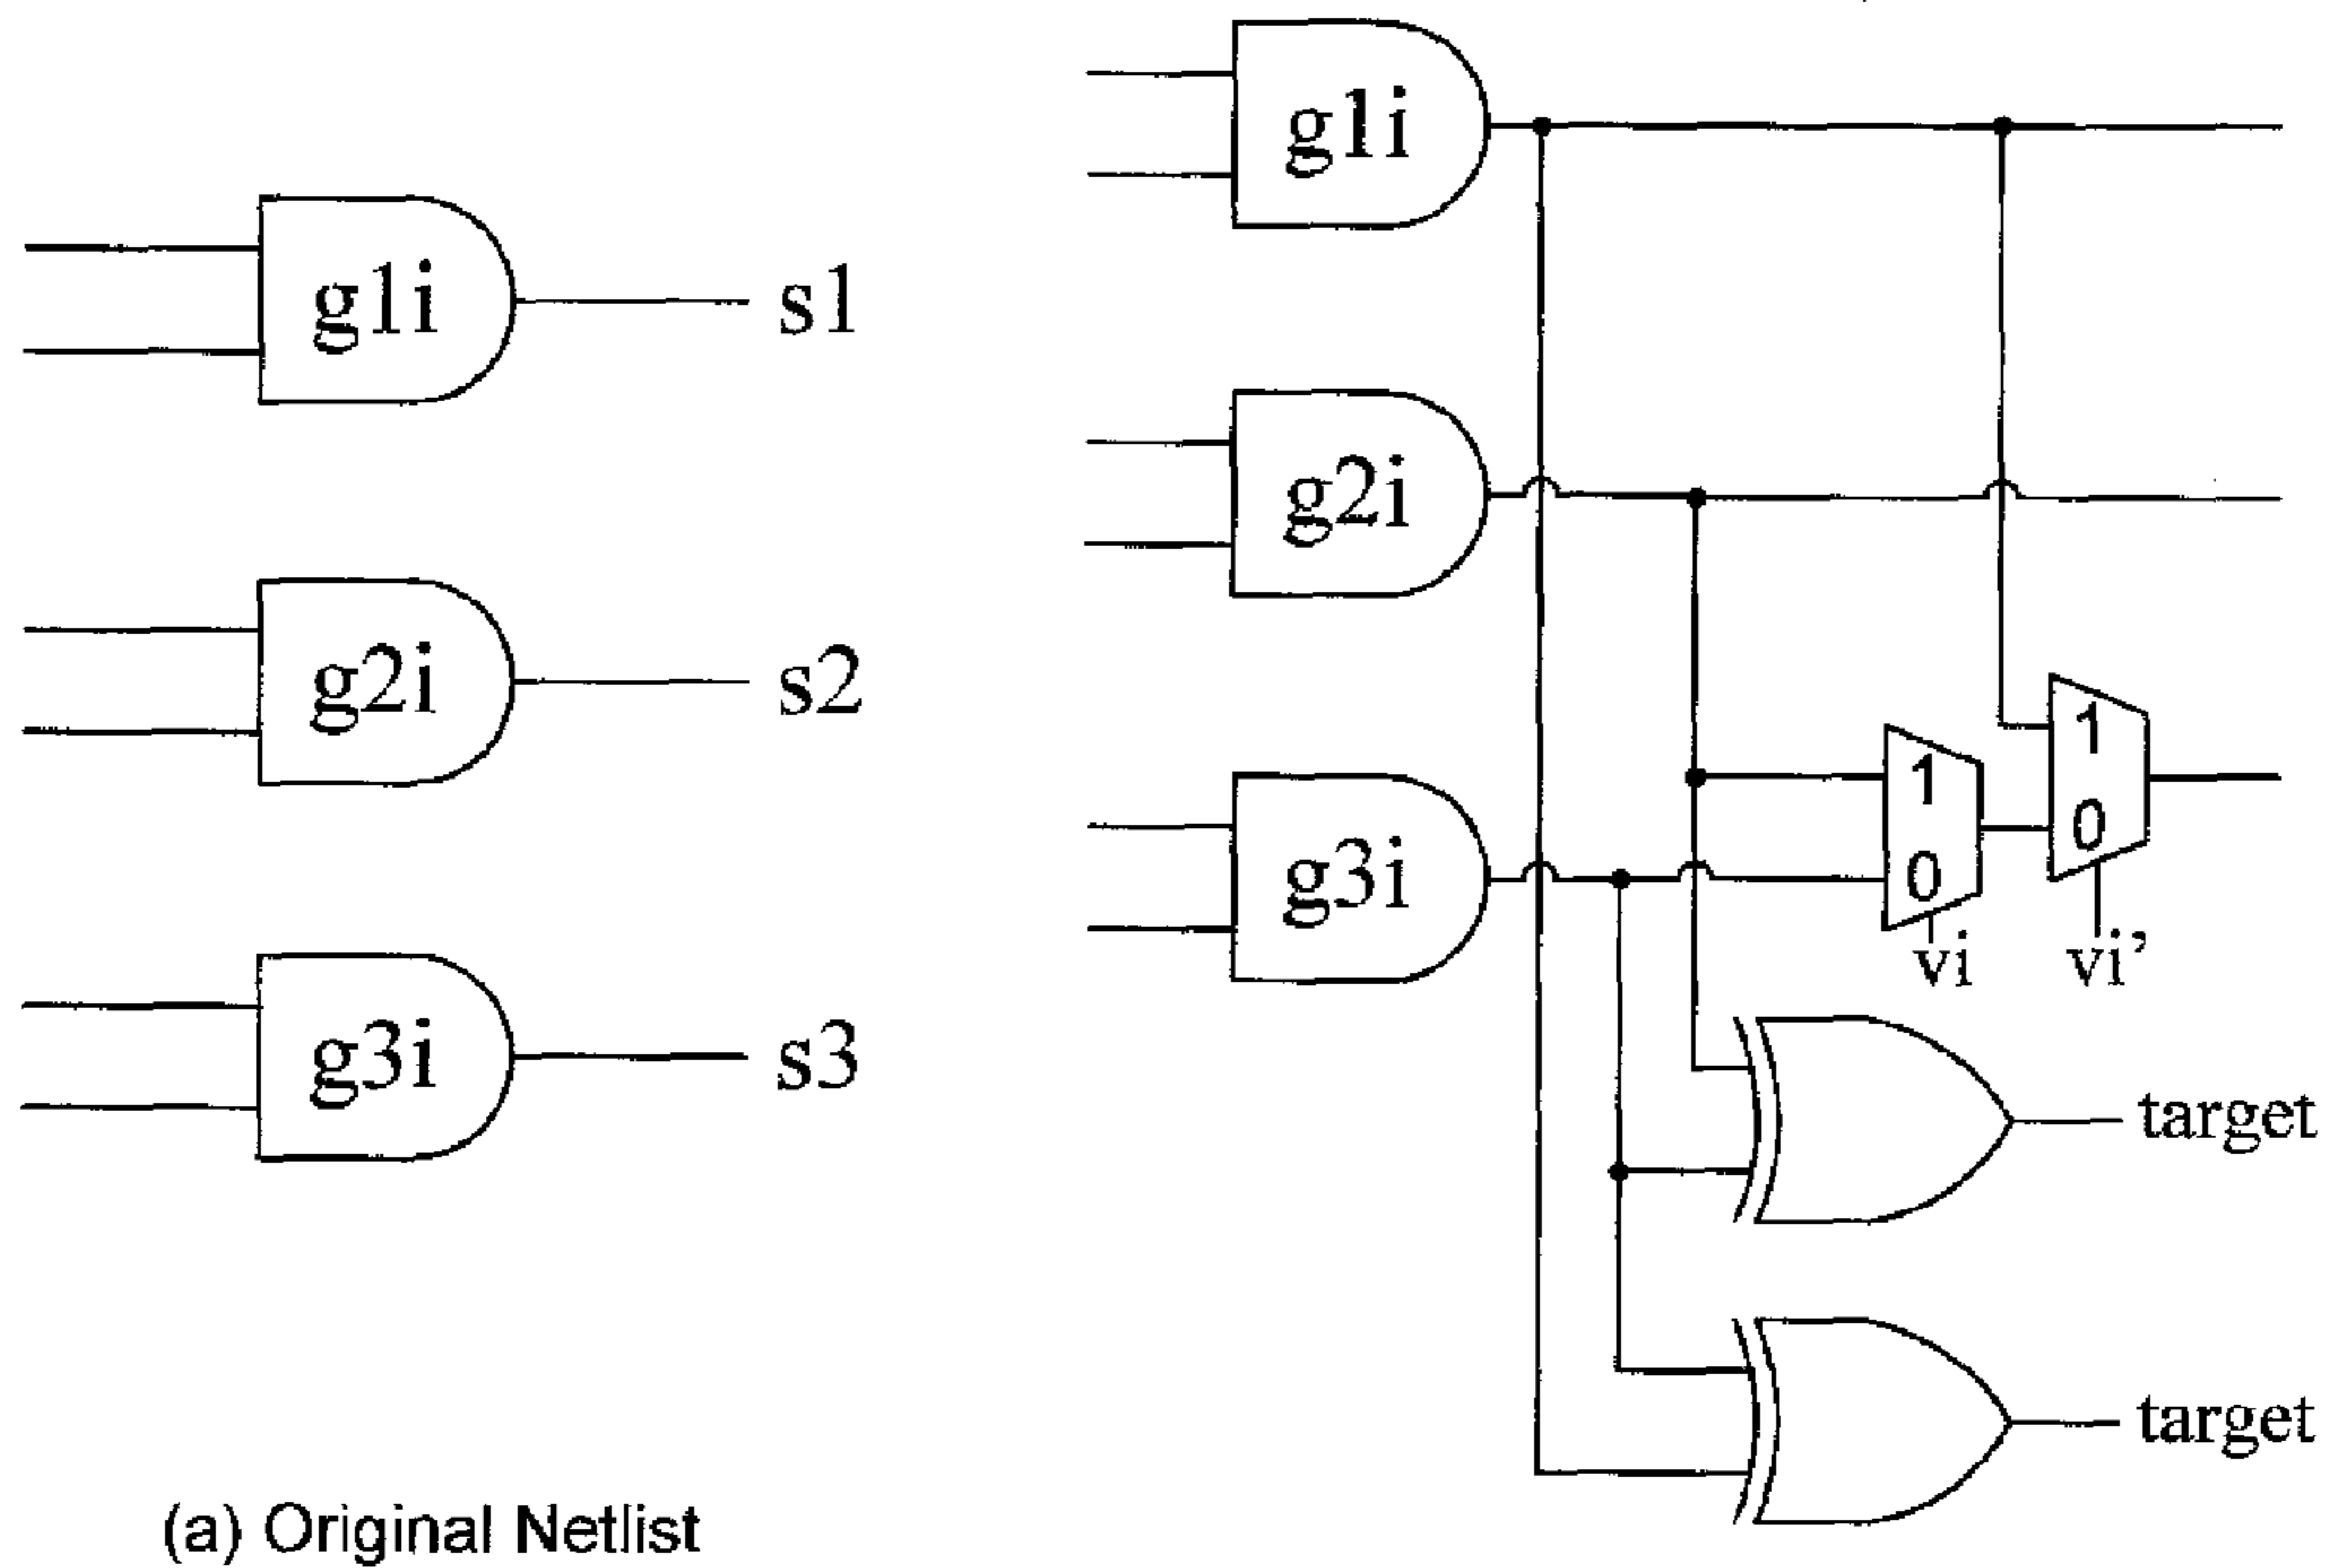 g1i
s1
g2i
s2
g3i
s3
(a) Original Netlist
g1i
g2i
g3i
1
0
vi
1
0
vi’
target
target